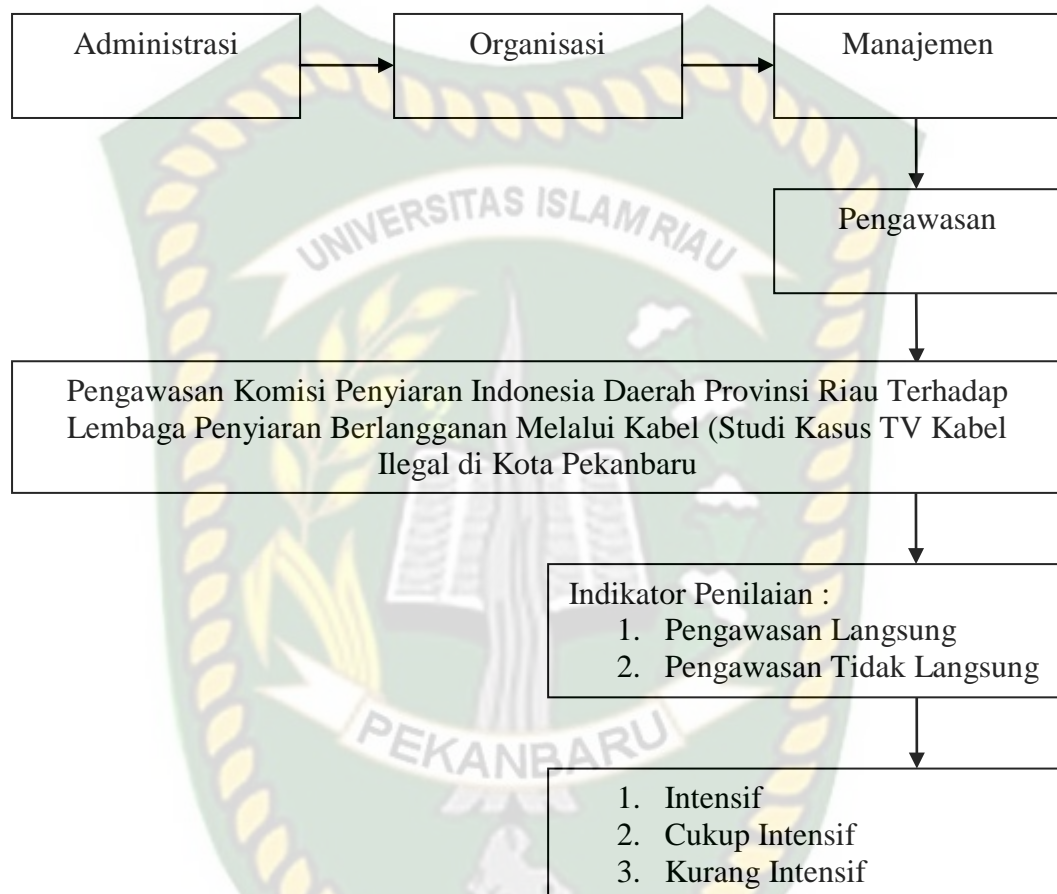 Administrasi
Organisasi
Manajemen
UNIVERSITAS ISLAM RIAU
Pengawasan
Pengawasan Komisi Penyiaran Indonesia Daerah Provinsi Riau Terhadap
Lembaga Penyiaran Berlangganan Melalui Kabel (Studi Kasus TV Kabel
Ilegal di Kota Pekanbaru
Indikator Penilaian :
1. Pengawasan Langsung
2. Pengawasan Tidak Langsung
PEKANBARU
1. Intensif
2. Cukup Intensif
3. Kurang Intensif